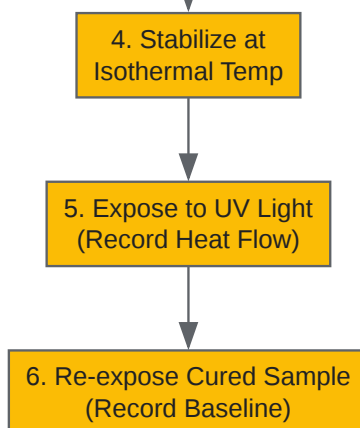 4. Stabilize at
Isothermal Temp
5. Expose to UV Light
(Record Heat Flow)
6. Re-expose Cured Sample
(Record Baseline)